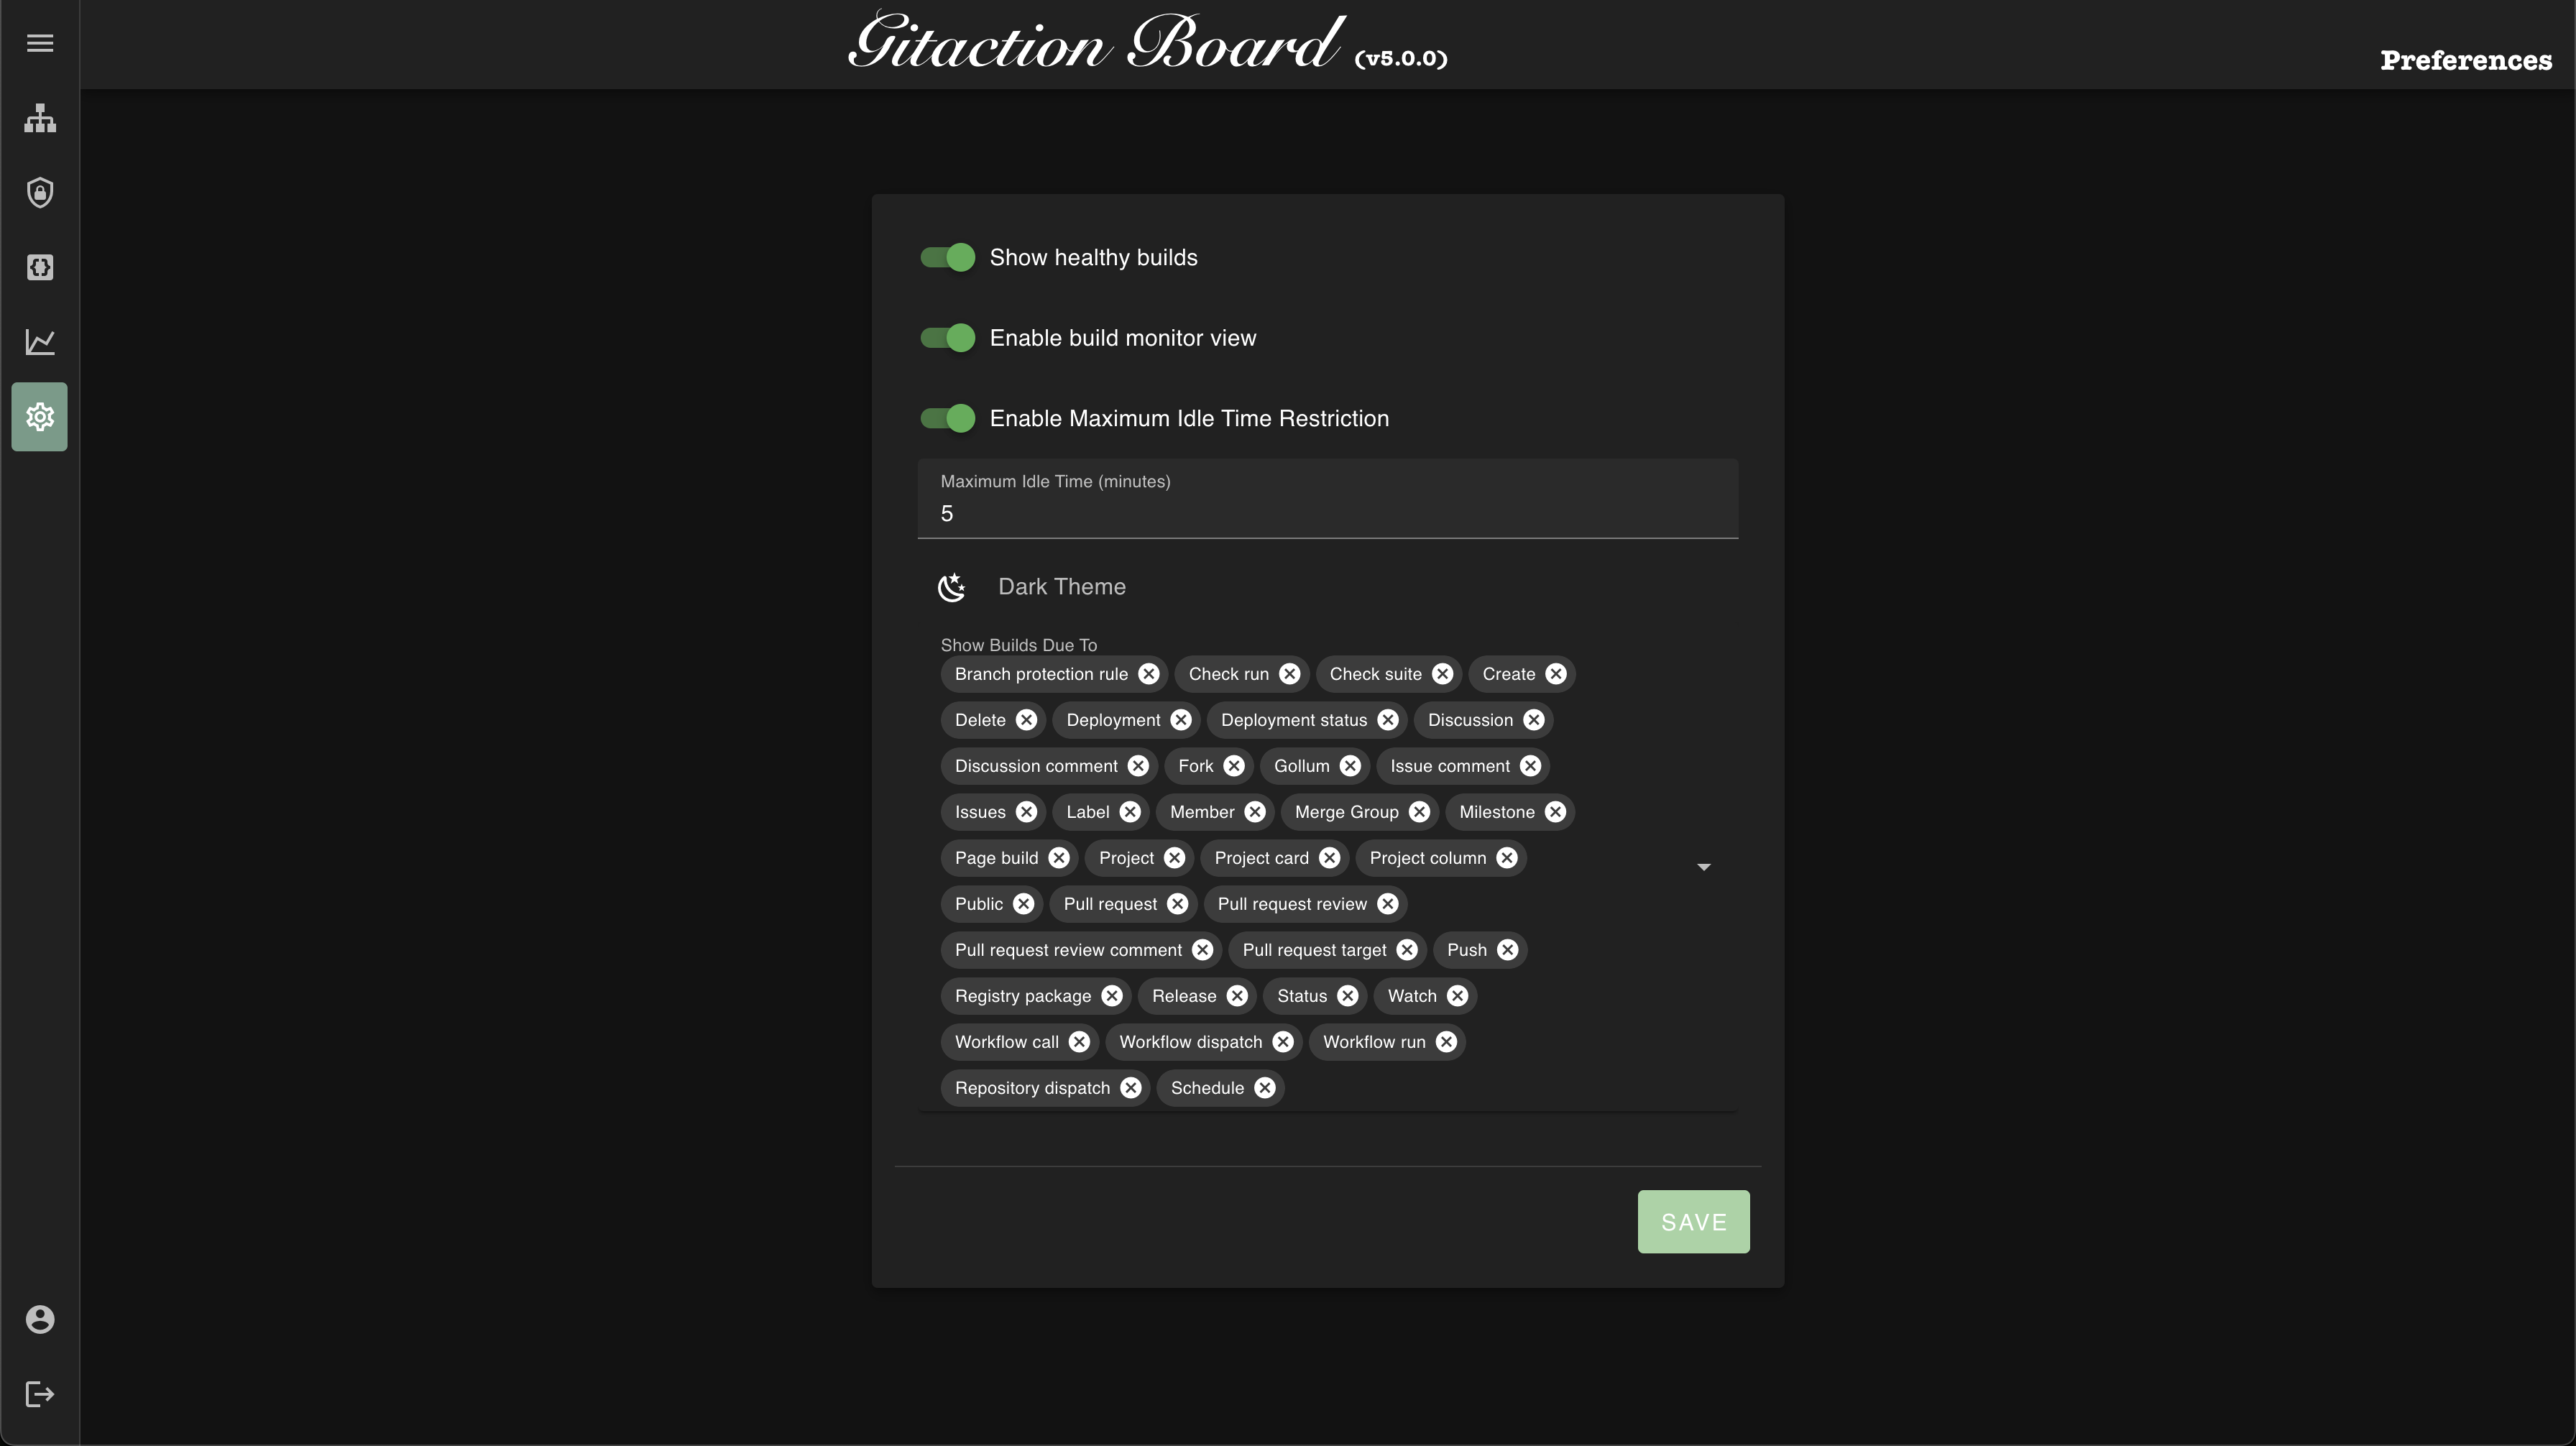 Gitaction Board (v5.0.0)
Preferences
Show healthy builds
Enable build monitor view
Enable Maximum Idle Time Restriction
Maximum Idle Time (minutes)
5
Dark Theme
Show Builds Due To
Branch protection rule Check run Check suite Create
Delete Deployment Deployment status Discussion
Discussion comment Fork Gollum Issue comment
Issues Label Member Merge Group Milestone
Page build Project Project card Project column
Public Pull request Pull request review
Pull request review comment Pull request target Push
Registry package Release Status Watch
Workflow call Workflow dispatch Workflow run
Repository dispatch Schedule
SAVE